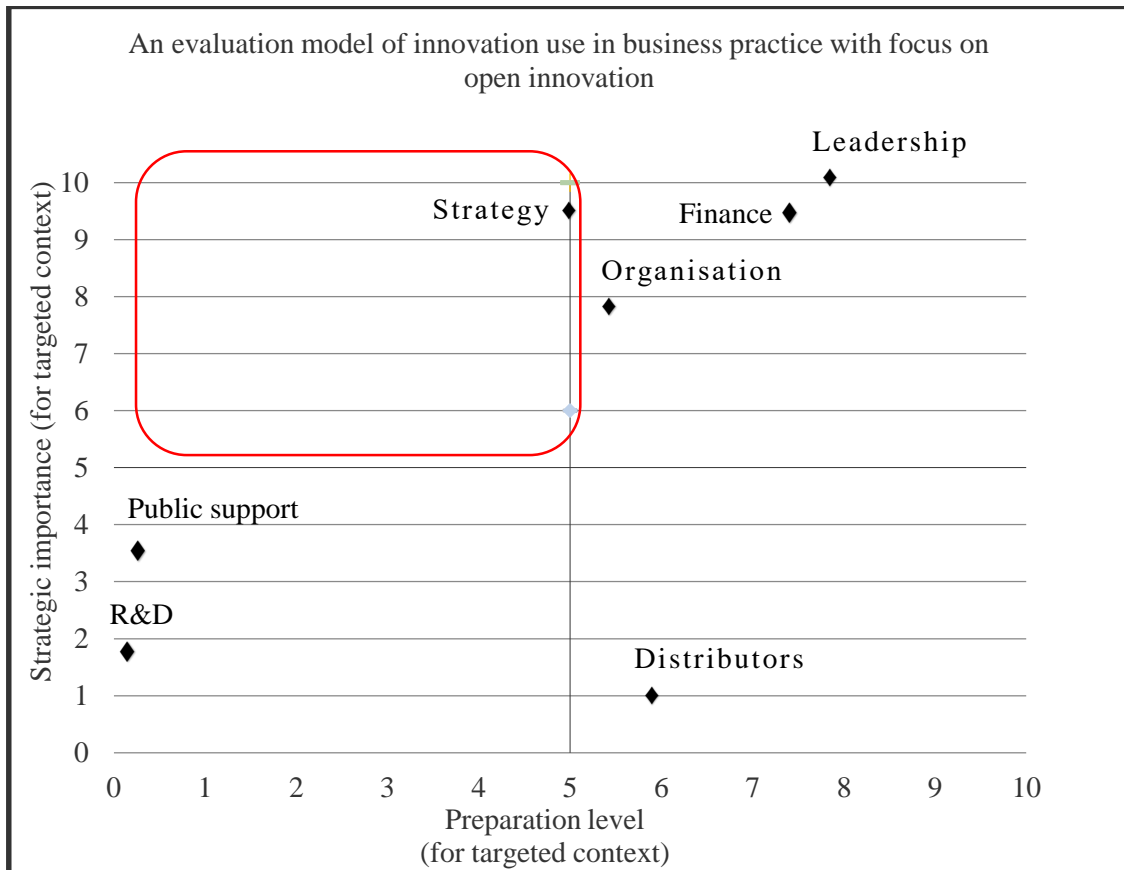 An evaluation model of innovation use in business practice with focus on
open innovation
Leadership
10
Strategy
Finance
9
Organisation
8
7
6
5
Public support
4
3
R&D
2
Distributors
1
0
Strategic importance (for targeted context)
0 1 2 3 4 5 6 7 8 9 10
Preparation level
(for targeted context)